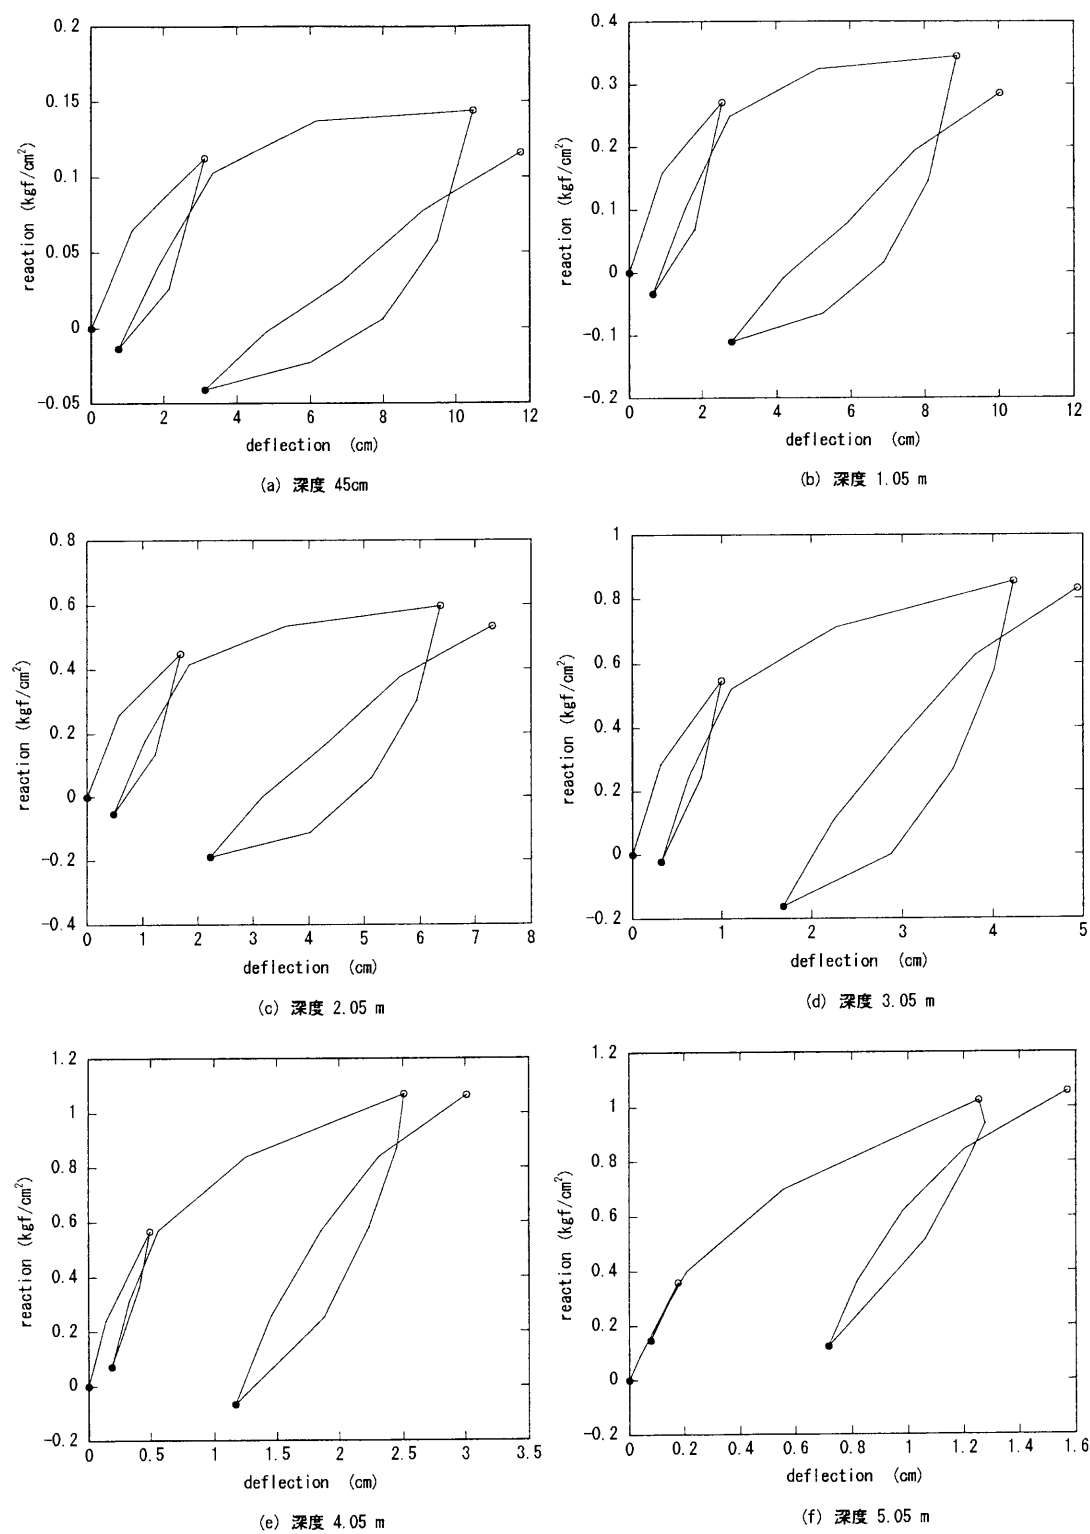 0.2
0.15
0.1
0.05
0
-0.05
reaction (kgf/cm²)
0 2 4 6 8 10 12
deflection (cm)
(a) 深度 45cm
0.4
0.3
0.2
0.1
0
-0.1
-0.2
reaction (kgf/cm²)
0 2 4 6 8 10 12
deflection (cm)
(b) 深度 1.05 m
0.8
0.6
0.4
0.2
0
-0.2
-0.4
reaction (kgf/cm²)
0 1 2 3 4 5 6 7 8
deflection (cm)
(c) 深度 2.05 m
1
0.8
0.6
0.4
0.2
0
-0.2
reaction (kgf/cm²)
0 1 2 3 4 5
deflection (cm)
(d) 深度 3.05 m
1.2
1
0.8
0.6
0.4
0.2
0
-0.2
reaction (kgf/cm²)
0 0.5 1 1.5 2 2.5 3 3.5
deflection (cm)
(e) 深度 4.05 m
1.2
1
0.8
0.6
0.4
0.2
0
-0.2
reaction (kgf/cm²)
0 0.2 0.4 0.6 0.8 1 1.2 1.4 1.6
deflection (cm)
(f) 深度 5.05 m